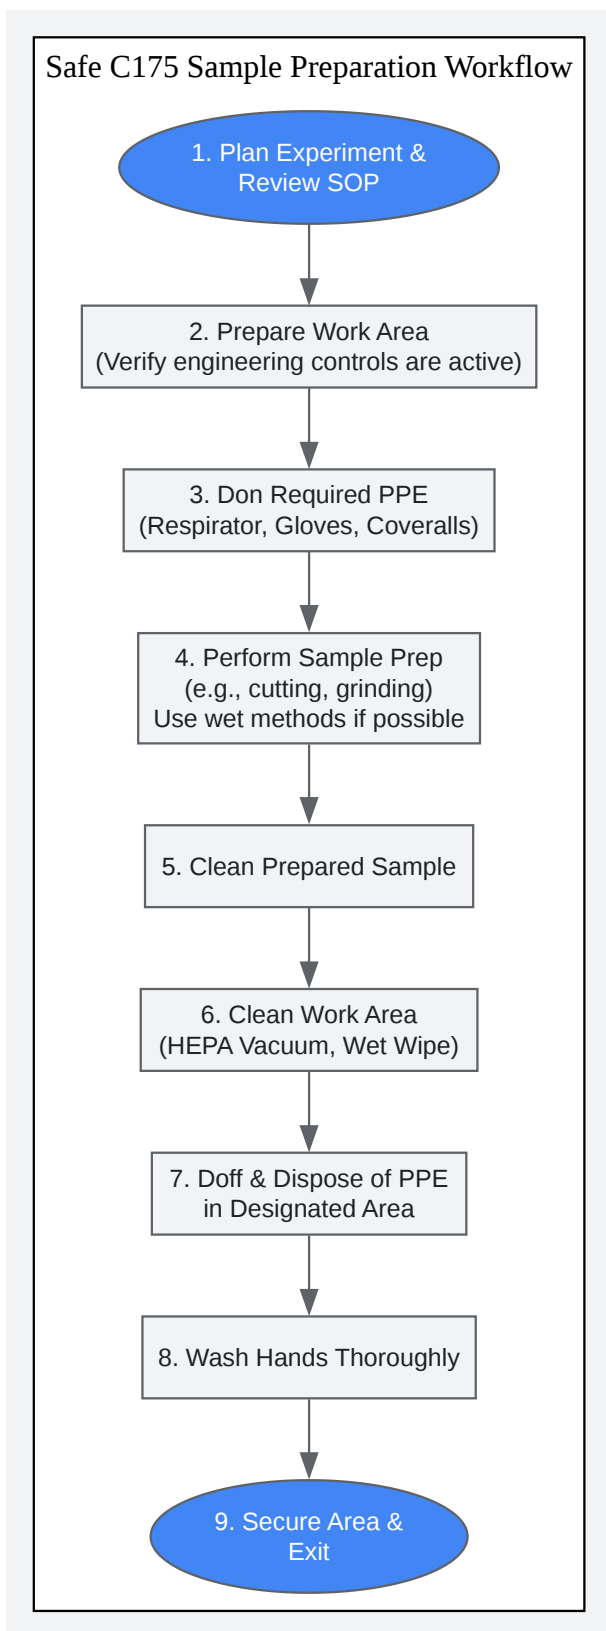 Safe C175 Sample Preparation Workflow
1. Plan Experiment &
Review SOP
2. Prepare Work Area
(Verify engineering controls are active)
3. Don Required PPE
(Respirator, Gloves, Coveralls)
4. Perform Sample Prep
(e.g., cutting, grinding)
Use wet methods if possible
5. Clean Prepared Sample
6. Clean Work Area
(HEPA Vacuum, Wet Wipe)
7. Doff & Dispose of PPE
in Designated Area
8. Wash Hands Thoroughly
9. Secure Area &
Exit